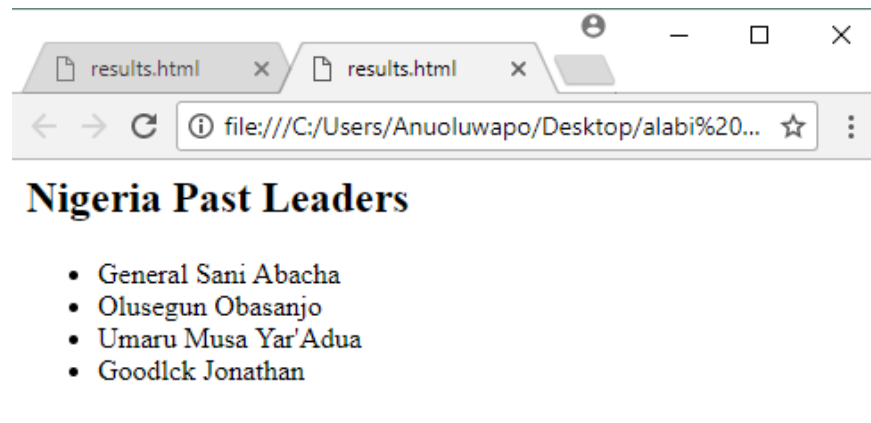 results.html
results.html
file:///C:/Users/Anuoluwapo/Desktop/alabi%20...
Nigeria Past Leaders
General Sani Abacha
Olusegun Obasanjo
Umaru Musa Yar'Adua
Goodlck Jonathan